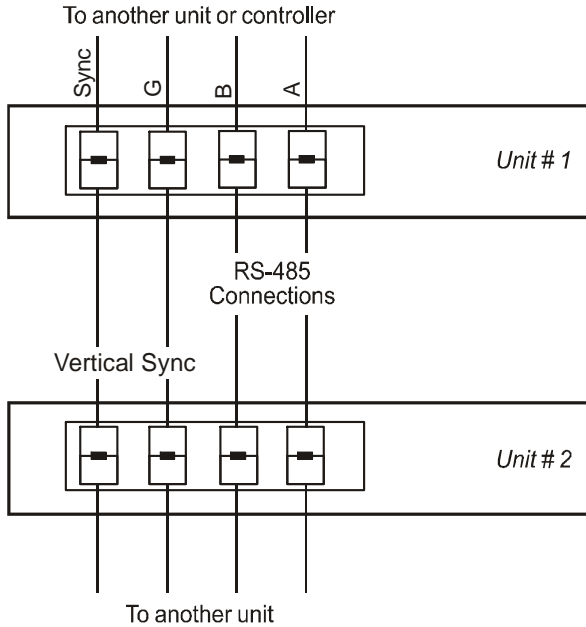 To another unit or controller
Sync
G
B
A
Unit # 1
RS-485
Connections
Vertical Sync
Unit # 2
To another unit